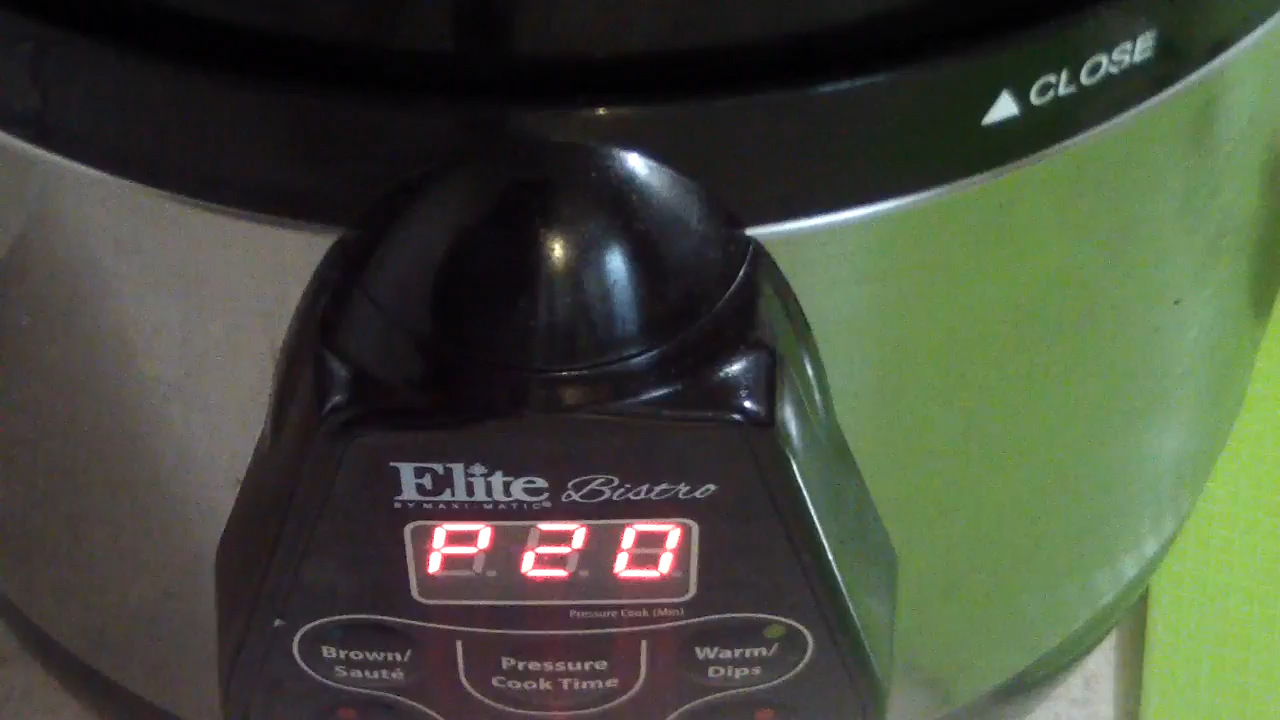 ▲ CLOSE
Elite Bistro
BY MAXI-MATIC®
P20
Pressure Cook (Min)
Brown/
Sauté
Pressure
Cook Time
Warm/
Dips